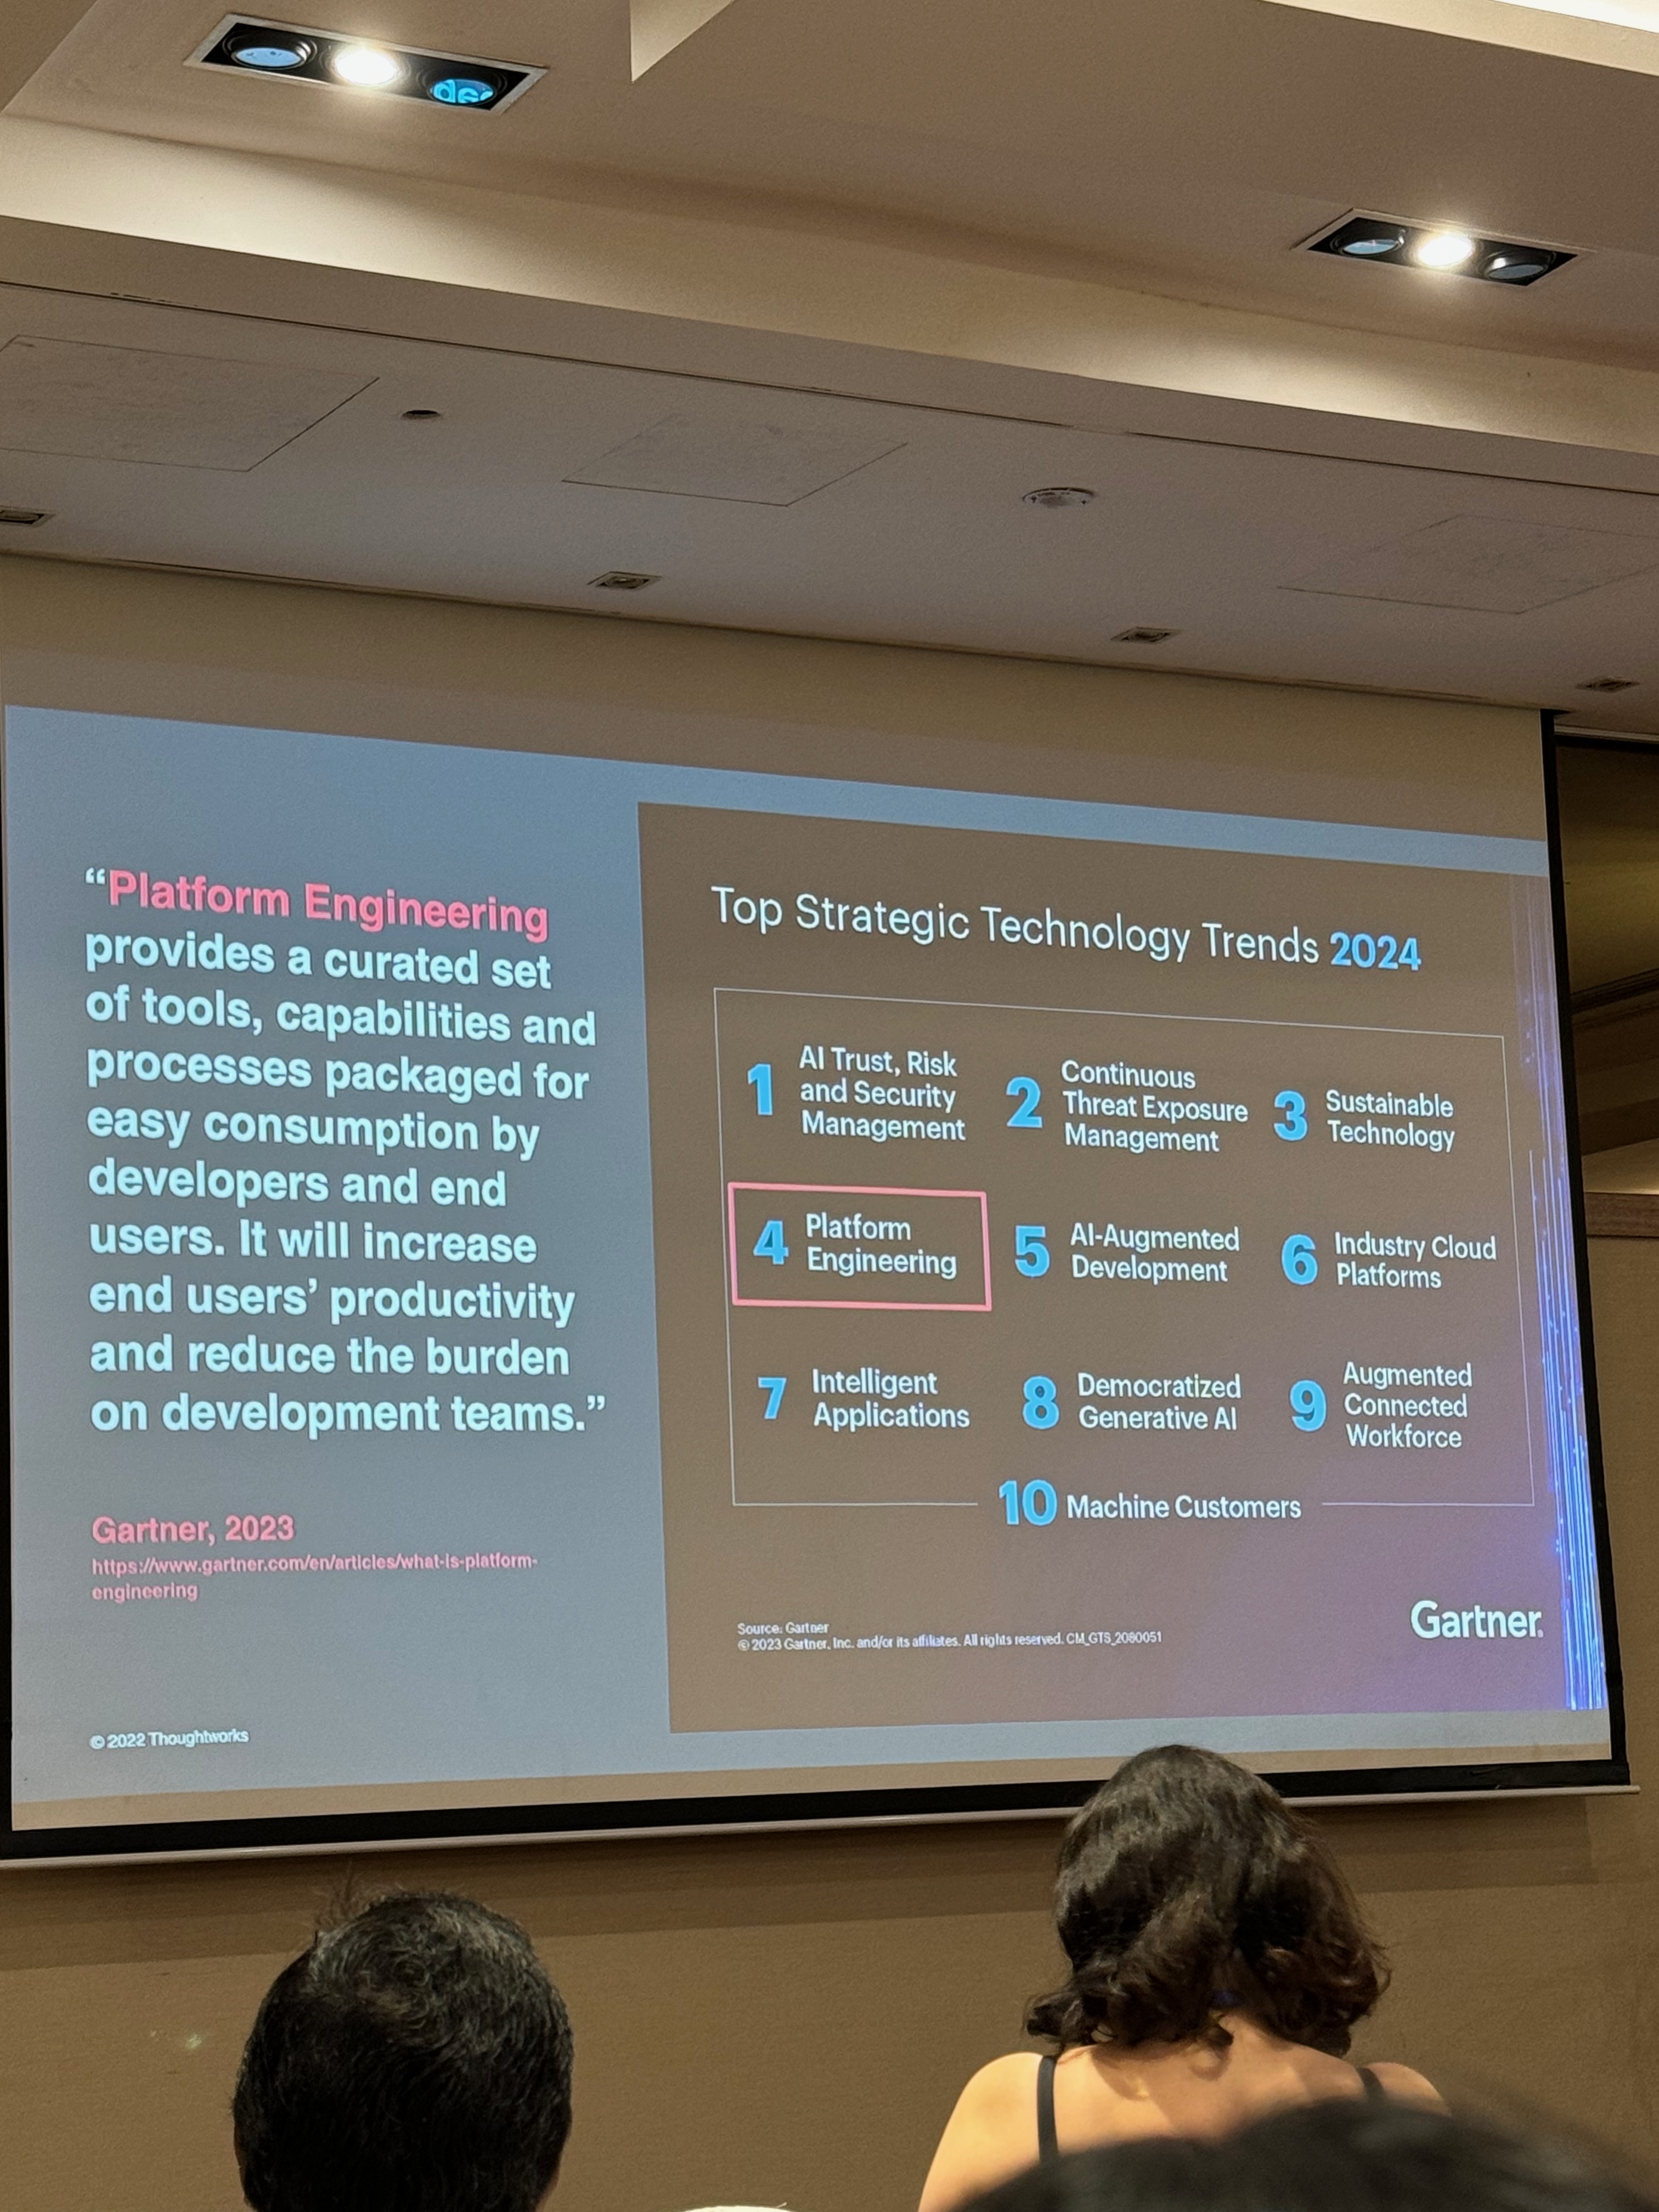 “Platform Engineering
provides a curated set
of tools, capabilities and
processes packaged for
easy consumption by
developers and end
users. It will increase
end users’ productivity
and reduce the burden
on development teams.”
Gartner, 2023
https://www.gartner.com/en/articles/what-is-platform-
engineering
© 2022 Thoughtworks
Top Strategic Technology Trends 2024
1 AI Trust, Risk
and Security
Management
2 Continuous
Threat Exposure
Management
3 Sustainable
Technology
4 Platform
Engineering
5 AI-Augmented
Development
6 Industry Cloud
Platforms
7 Intelligent
Applications
8 Democratized
Generative AI
9 Augmented
Connected
Workforce
10 Machine Customers
Source: Gartner
© 2023 Gartner, Inc. and/or its affiliates. All rights reserved. CM_GTS_2080051
Gartner.